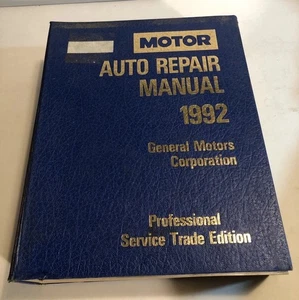 MOTOR
AUTO REPAIR
MANUAL
1992
General Motors
Corporation
Professional
Service Trade Edition